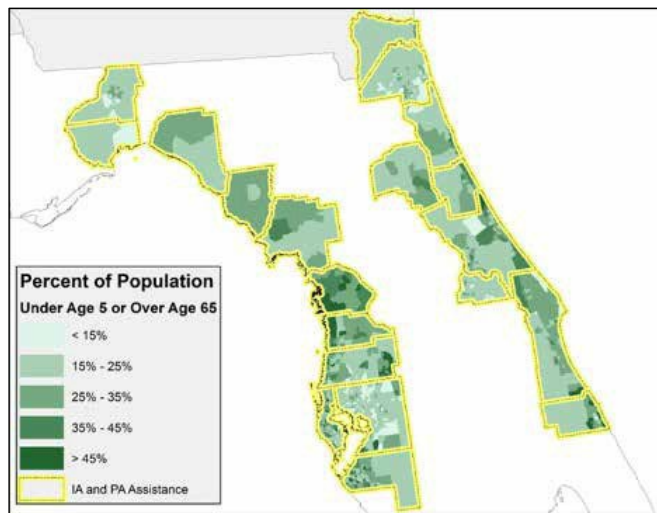 Percent of Population
Under Age 5 or Over Age 65
< 15%
15% - 25%
25% - 35%
35% - 45%
> 45%
IA and PA Assistance